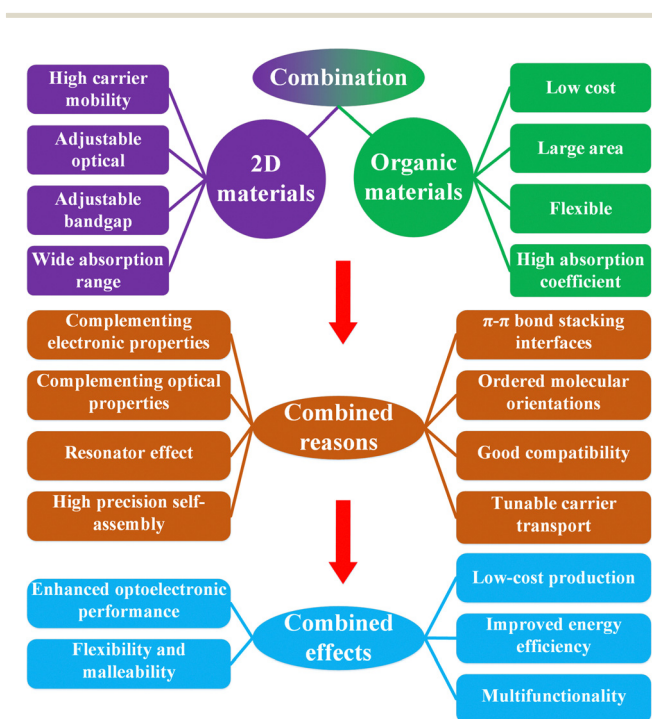 Combination
High carrier
mobility
Adjustable
optical
Adjustable
bandgap
Wide absorption
range
2D
materials
Organic
materials
Low cost
Large area
Flexible
High absorption
coefficient
Complementing
electronic properties
Complementing optical
properties
Resonator effect
High precision self-
assembly
Combined
reasons
π-π bond stacking
interfaces
Ordered molecular
orientations
Good compatibility
Tunable carrier
transport
Enhanced optoelectronic
performance
Flexibility and
malleability
Combined
effects
Low-cost production
Improved energy
efficiency
Multifunctionality